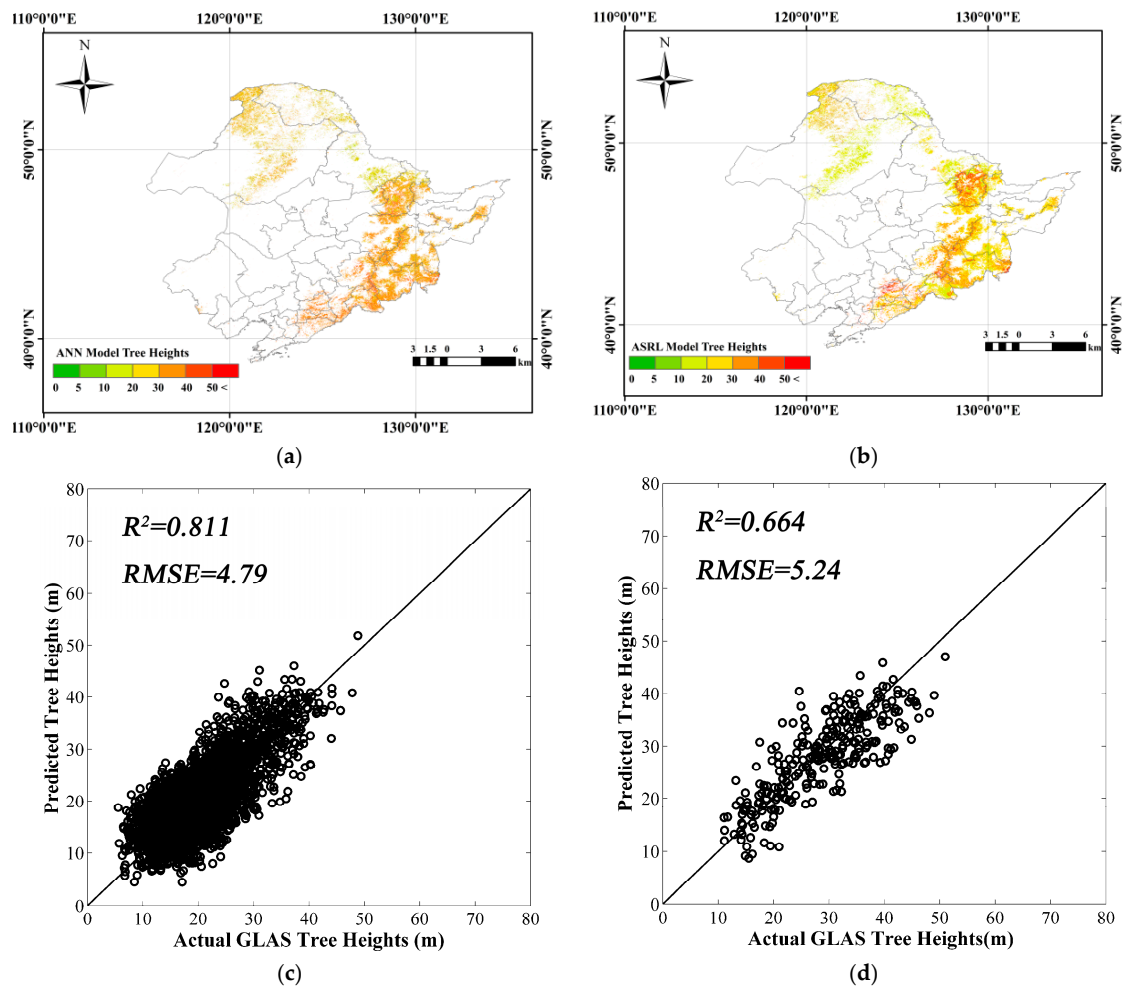 110°0'0"E 120°0'0"E 130°0'0"E
N
50°0'0"N
40°0'0"N
50°0'0"N
40°0'0"N
ANN Model Tree Heights
0 5 10 20 30 40 50 <
3 1.5 0 3 6
km
110°0'0"E 120°0'0"E 130°0'0"E
(a)
110°0'0"E 120°0'0"E 130°0'0"E
N
50°0'0"N
40°0'0"N
50°0'0"N
40°0'0"N
ASRL Model Tree Heights
0 5 10 20 30 40 50 <
3 1.5 0 3 6
km
110°0'0"E 120°0'0"E 130°0'0"E
(b)
R²=0.811
RMSE=4.79
Predicted Tree Heights (m)
80
70
60
50
40
30
20
10
0
0 10 20 30 40 50 60 70 80
Actual GLAS Tree Heights (m)
(c)
R²=0.664
RMSE=5.24
Predicted Tree Heights (m)
80
70
60
50
40
30
20
10
0
0 10 20 30 40 50 60 70 80
Actual GLAS Tree Heights(m)
(d)